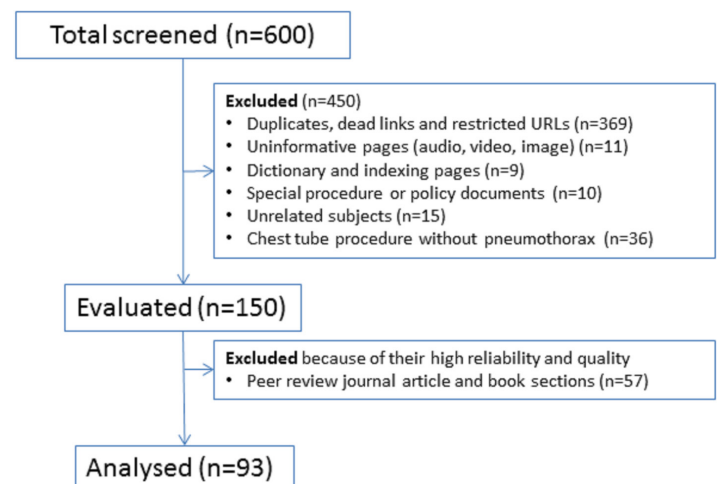 Total screened (n=600)
Excluded (n=450)
• Duplicates, dead links and restricted URLs (n=369)
• Uninformative pages (audio, video, image) (n=11)
• Dictionary and indexing pages (n=9)
• Special procedure or policy documents (n=10)
• Unrelated subjects (n=15)
• Chest tube procedure without pneumothorax (n=36)
Evaluated (n=150)
Excluded because of their high reliability and quality
• Peer review journal article and book sections (n=57)
Analysed (n=93)